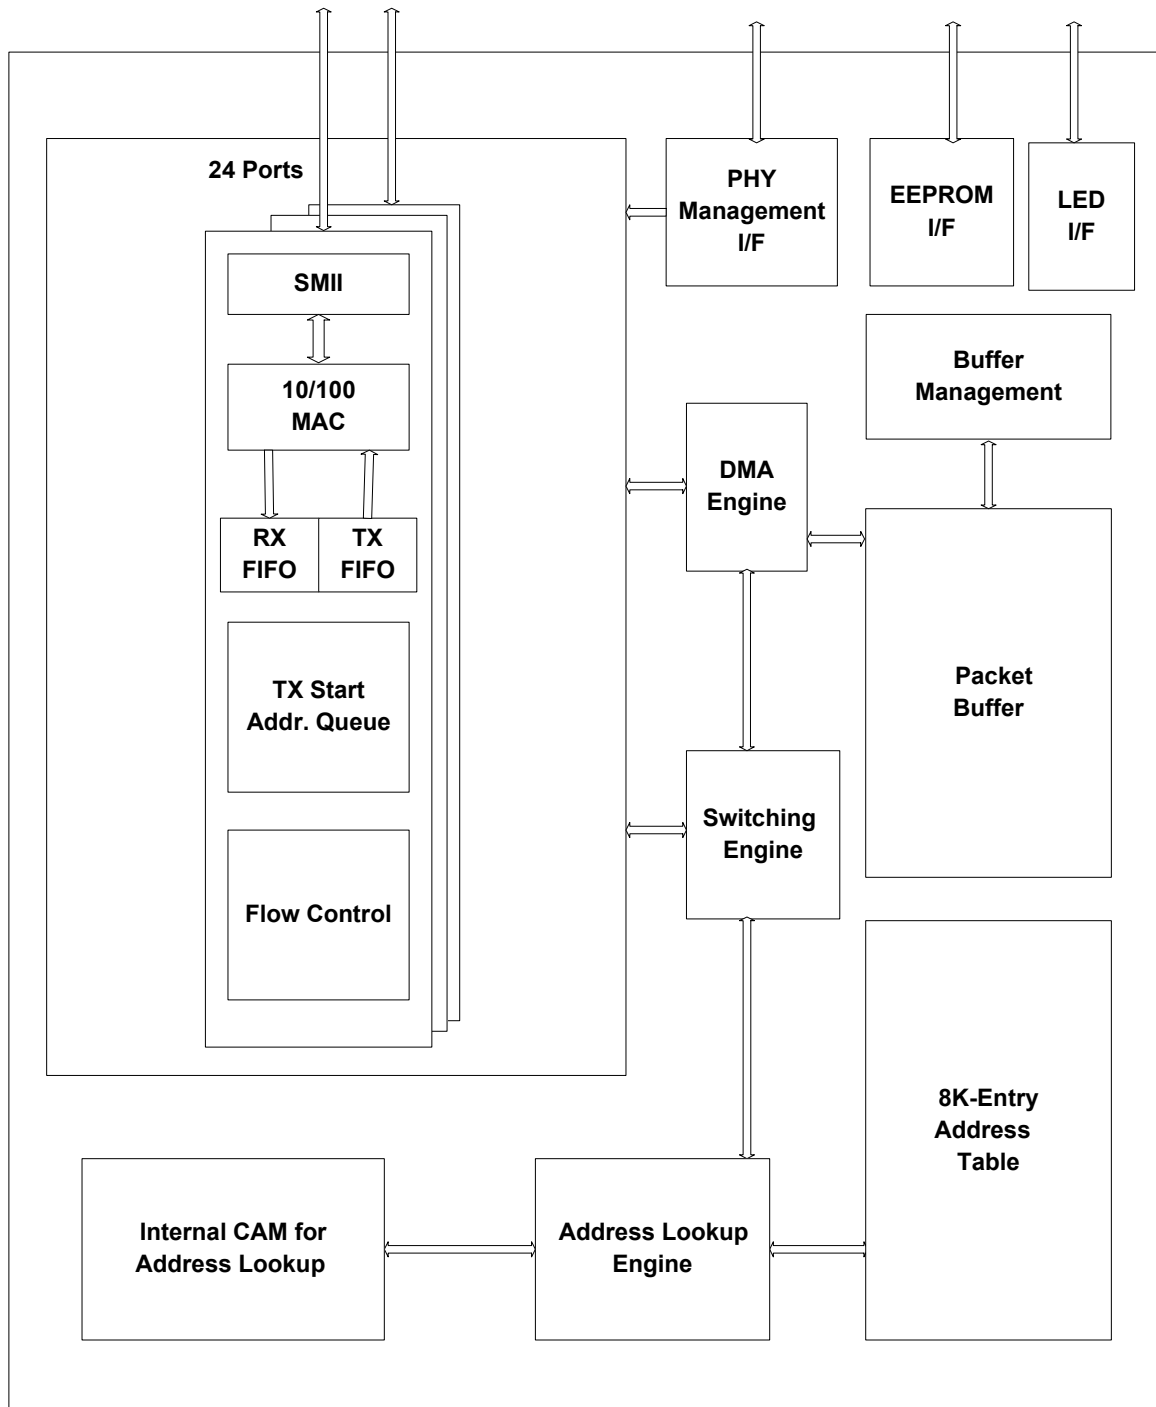 24 Ports
SMII
10/100
MAC
RX
FIFO
TX
FIFO
TX Start
Addr. Queue
Flow Control
PHY
Management
I/F
EEPROM
I/F
LED
I/F
Buffer
Management
DMA
Engine
Packet
Buffer
Switching
Engine
8K-Entry
Address
Table
Internal CAM for
Address Lookup
Address Lookup
Engine